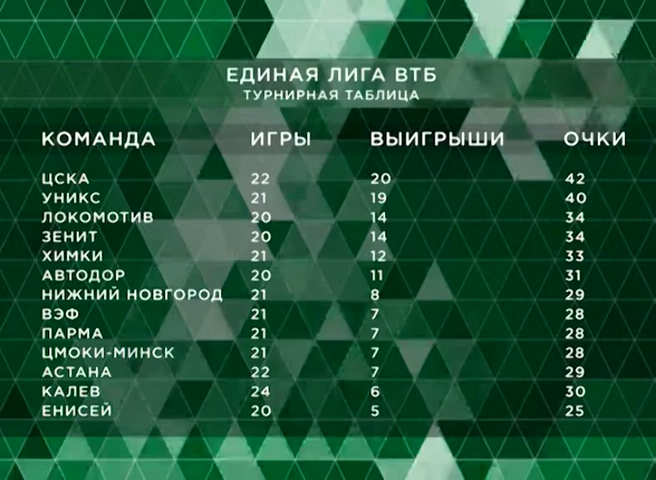 ЕДИНАЯ ЛИГА ВТБ
ТУРНИРНАЯ ТАБЛИЦА
КОМАНДА ИГРЫ ВЫИГРЫШИ ОЧКИ
ЦСКА 22 20 42
УНИКС 21 19 40
ЛОКОМОТИВ 20 14 34
ЗЕНИТ 20 14 34
ХИМКИ 21 12 33
АВТОДОР 20 11 31
НИЖНИЙ НОВГОРОД 21 8 29
ВЭФ 21 7 28
ПАРМА 21 7 28
ЦМОКИ-МИНСК 21 7 28
АСТАНА 22 7 29
КАЛЕВ 24 6 30
ЕНИСЕЙ 20 5 25